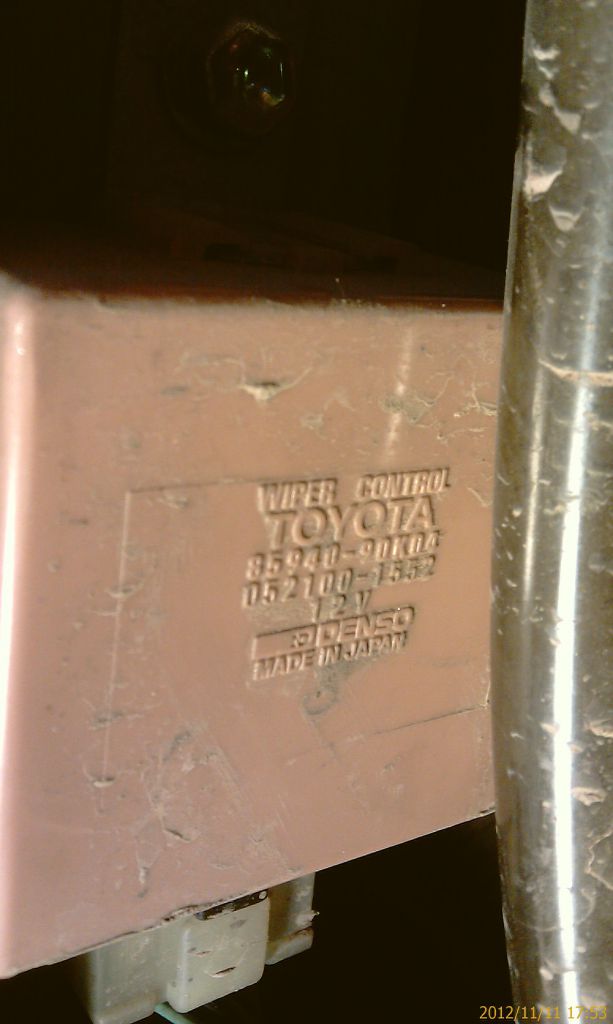 WIPER CONTROL
TOYOTA
85940-90K04
052100-1552
12V
DENSO
MADE IN JAPAN
2012/11/11 17:53